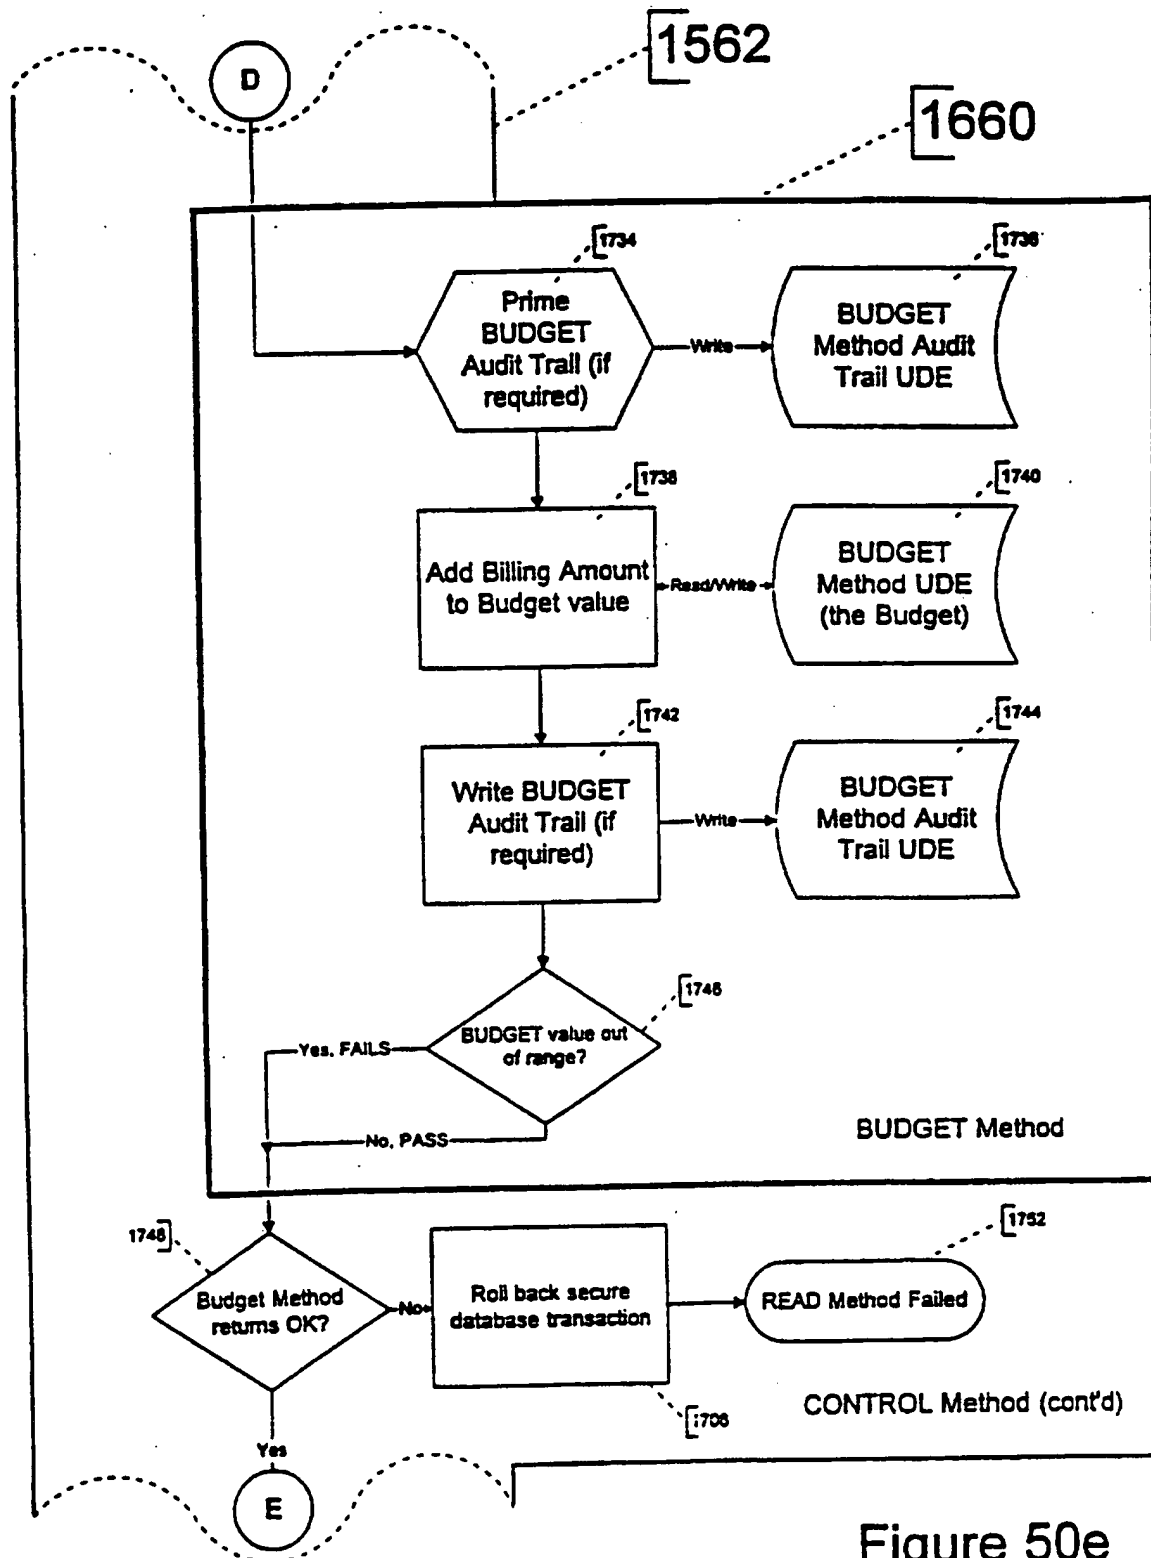 D
1562
1660
1734
Prime
BUDGET
Audit Trail (if
required)
Write
1736
BUDGET
Method Audit
Trail UDE
1738
Add Billing Amount
to Budget value
Read/Write
1740
BUDGET
Method UDE
(the Budget)
1742
Write BUDGET
Audit Trail (if
required)
Write
1744
BUDGET
Method Audit
Trail UDE
1746
BUDGET value out
of range?
Yes, FAILS
No, PASS
BUDGET Method
1748
Budget Method
returns OK?
No
Roll back secure
database transaction
1706
1752
READ Method Failed
CONTROL Method (cont'd)
Yes
E
Figure 50e